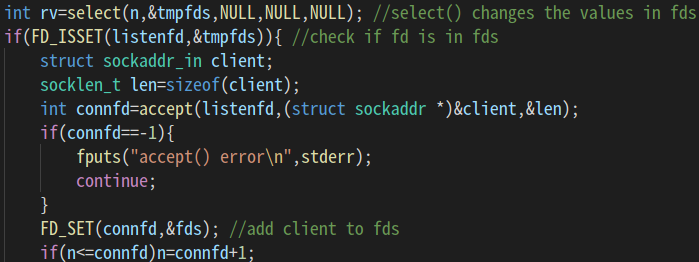 int rv=select(n,&tmpfds,NULL,NULL,NULL); //select() changes the values in fds
if(FD_ISSET(listenfd,&tmpfds)){ //check if fd is in fds
struct sockaddr_in client;
socklen_t len=sizeof(client);
int connfd=accept(listenfd,(struct sockaddr *)&client,&len);
if(connfd==-1){
fputs("accept() error\n",stderr);
continue;
}
FD_SET(connfd,&fds); //add client to fds
if(n<=connfd)n=connfd+1;